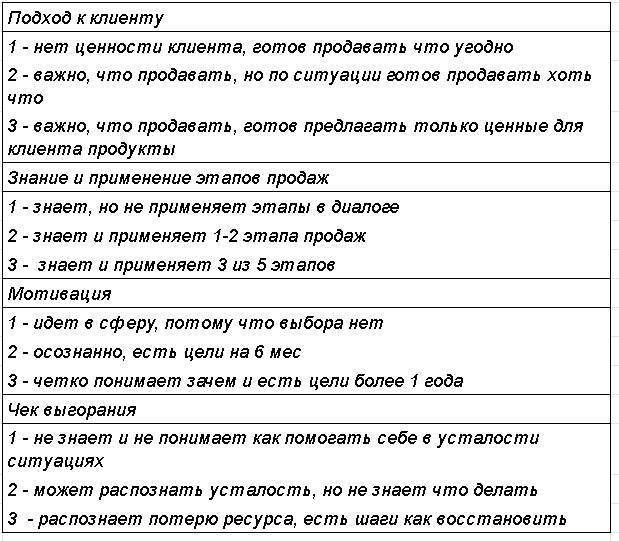 Подход к клиенту
1 - нет ценности клиента, готов продавать что угодно
2 - важно, что продавать, но по ситуации готов продавать хоть
что
3 - важно, что продавать, готов предлагать только ценные для
клиента продукты
Знание и применение этапов продаж
1 - знает, но не применяет этапы в диалоге
2 - знает и применяет 1-2 этапа продаж
3 -  знает и применяет 3 из 5 этапов
Мотивация
1 - идет в сферу, потому что выбора нет
2 - осознанно, есть цели на 6 мес
3 - четко понимает зачем и есть цели более 1 года
Чек выгорания
1 - не знает и не понимает как помогать себе в усталости
ситуациях
2 - может распознать усталость, но не знает что делать
3  - распознает потерю ресурса, есть шаги как восстановить